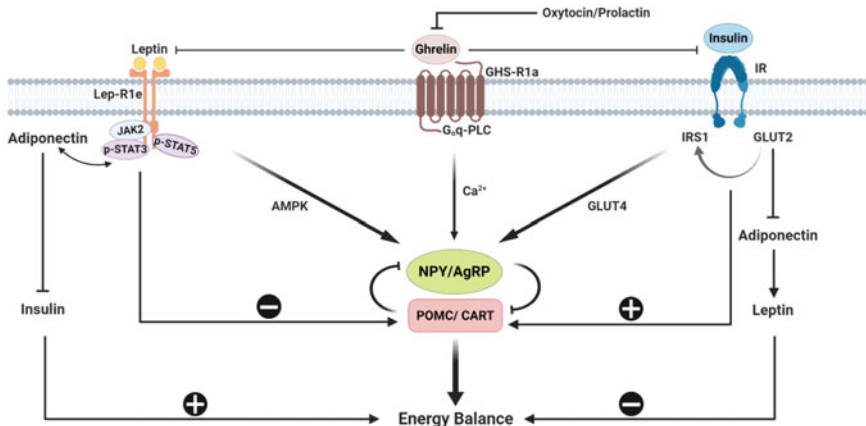 Oxytocin/Prolactin
Leptin
Ghrelin
Insulin
GHS-R1a
IR
Lep-R1e
JAK2
p-STAT3
p-STAT5
Adiponectin
Gαq-PLC
IRS1
GLUT2
AMPK
Ca²⁺
GLUT4
Adiponectin
NPY/AgRP
Insulin
POMC/ CART
Leptin
Energy Balance